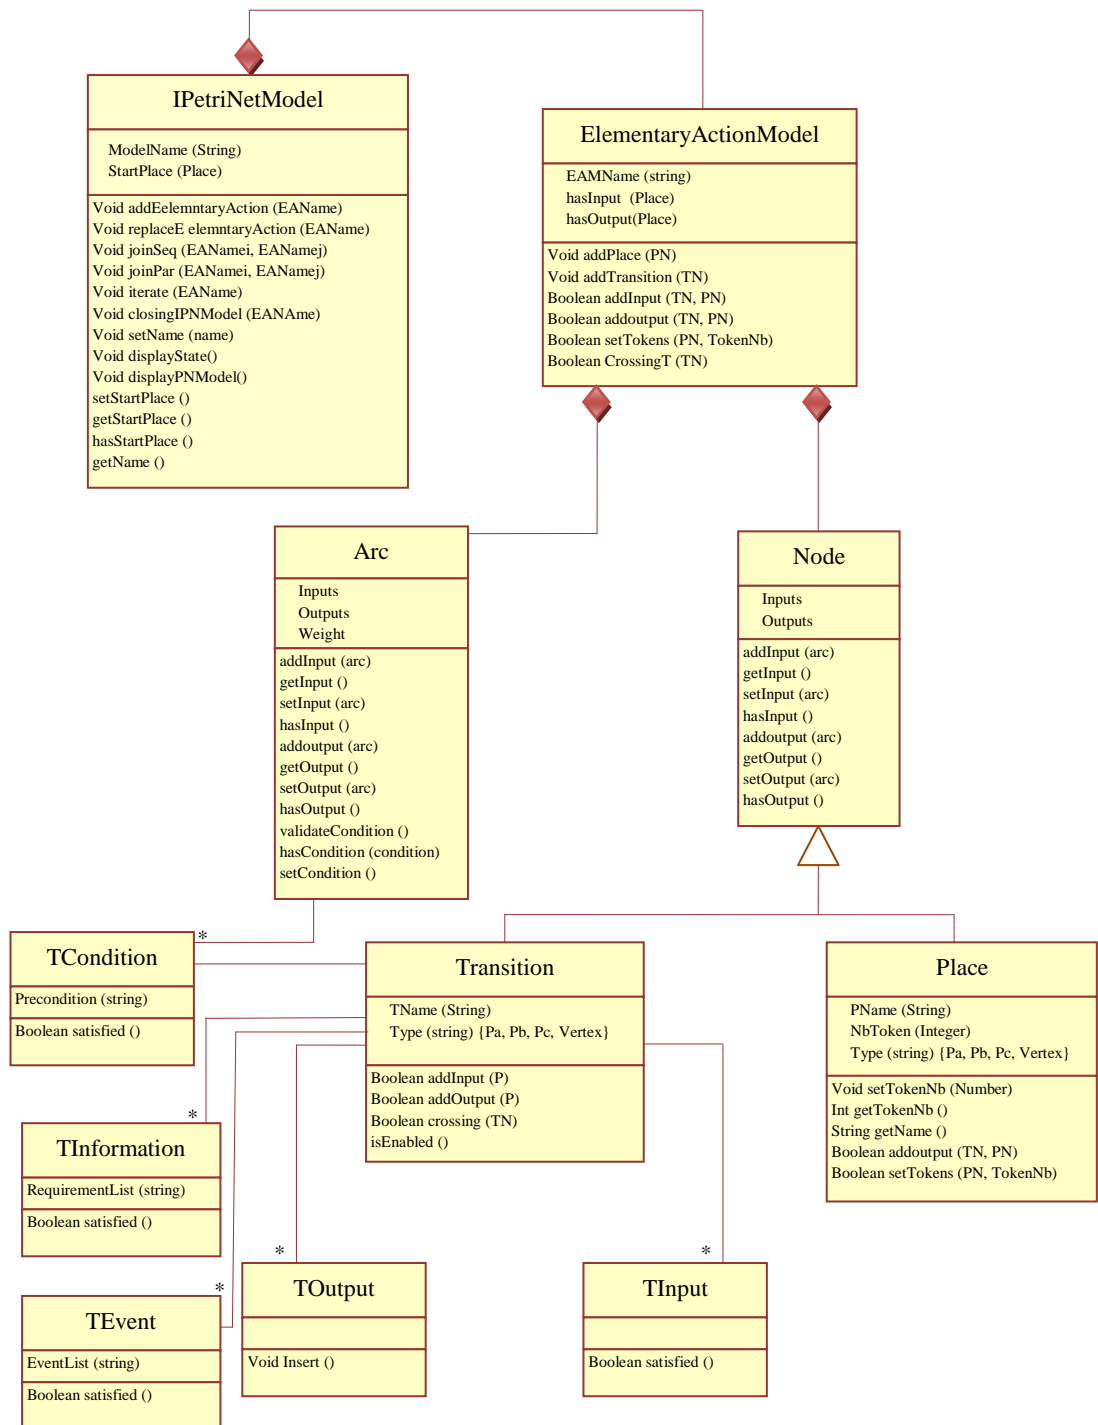 IPetriNetModel
ModelName (String)
StartPlace (Place)
Void addEelemntaryAction (EAName)
Void replaceE elemntaryAction (EAName)
Void joinSeq (EANamei, EANamej)
Void joinPar (EANamei, EANamej)
Void iterate (EAName)
Void closingIPNModel (EANAme)
Void setName (name)
Void displayState()
Void displayPNModel()
setStartPlace ()
getStartPlace ()
hasStartPlace ()
getName ()
ElementaryActionModel
EAMName (string)
hasInput (Place)
hasOutput(Place)
Void addPlace (PN)
Void addTransition (TN)
Boolean addInput (TN, PN)
Boolean addoutput (TN, PN)
Boolean setTokens (PN, TokenNb)
Boolean CrossingT (TN)
Arc
Inputs
Outputs
Weight
addInput (arc)
getInput ()
setInput (arc)
hasInput ()
addoutput (arc)
getOutput ()
setOutput (arc)
hasOutput ()
validateCondition ()
hasCondition (condition)
setCondition ()
Node
Inputs
Outputs
addInput (arc)
getInput ()
setInput (arc)
hasInput ()
addoutput (arc)
getOutput ()
setOutput (arc)
hasOutput ()
*
TCondition
Precondition (string)
Boolean satisfied ()
Transition
TName (String)
Type (string) {Pa, Pb, Pc, Vertex}
Boolean addInput (P)
Boolean addOutput (P)
Boolean crossing (TN)
isEnabled ()
Place
PName (String)
NbToken (Integer)
Type (string) {Pa, Pb, Pc, Vertex}
Void setTokenNb (Number)
Int getTokenNb ()
String getName ()
Boolean addoutput (TN, PN)
Boolean setTokens (PN, TokenNb)
*
TInformation
RequirementList (string)
Boolean satisfied ()
*
TEvent
EventList (string)
Boolean satisfied ()
*
TOutput
Void Insert ()
*
TInput
Boolean satisfied ()